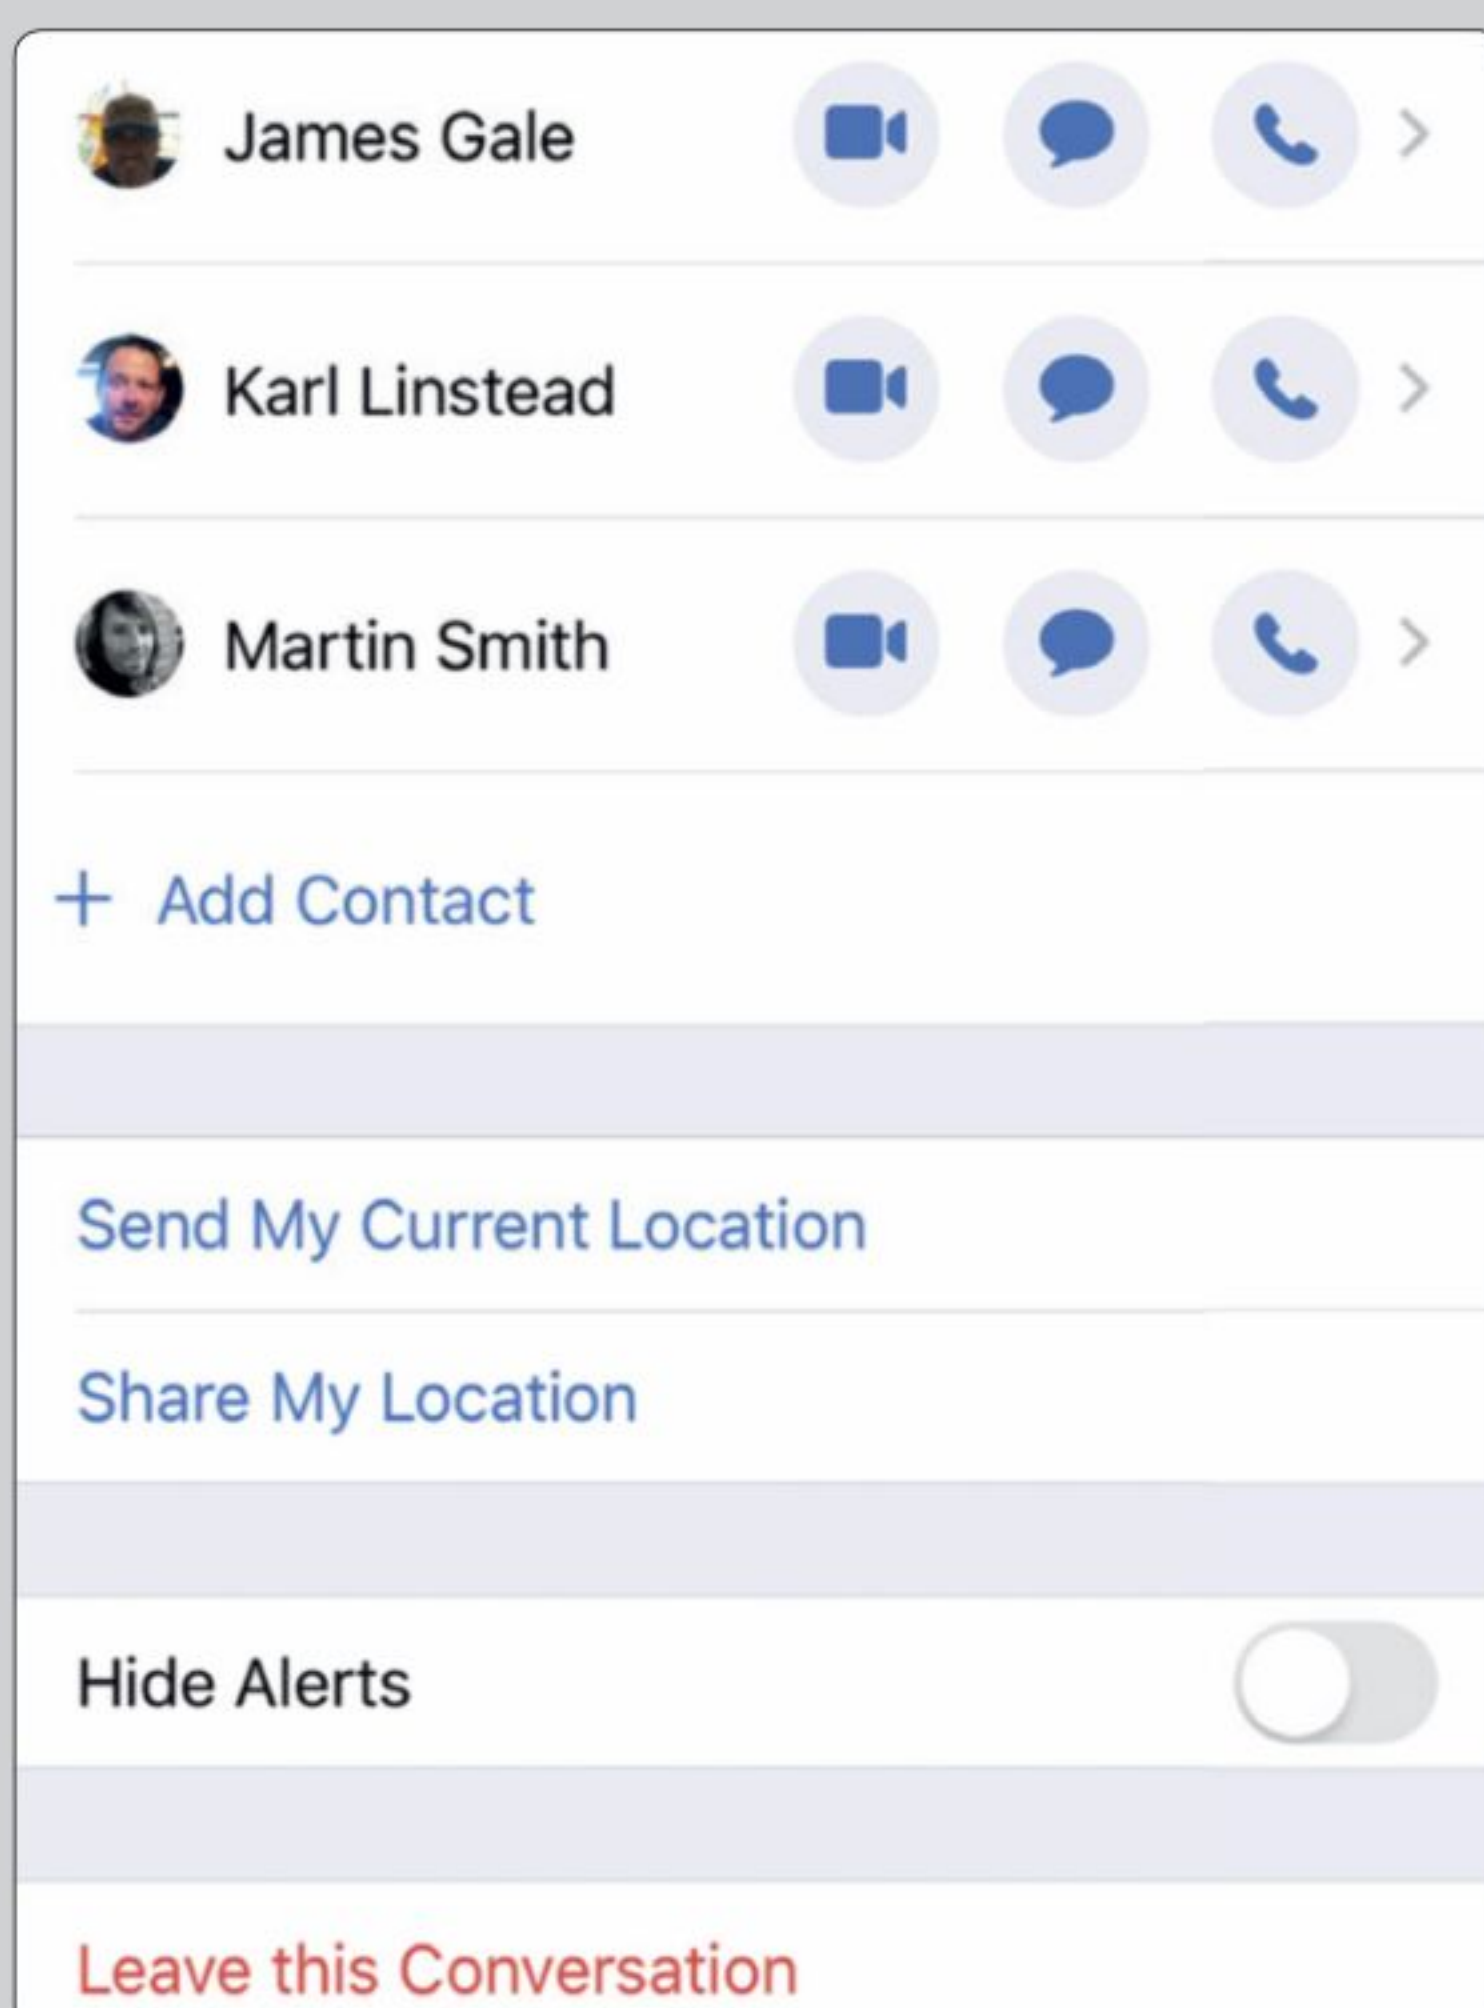 James Gale
Karl Linstead
Martin Smith
+ Add Contact
Send My Current Location
Share My Location
Hide Alerts
Leave this Conversation